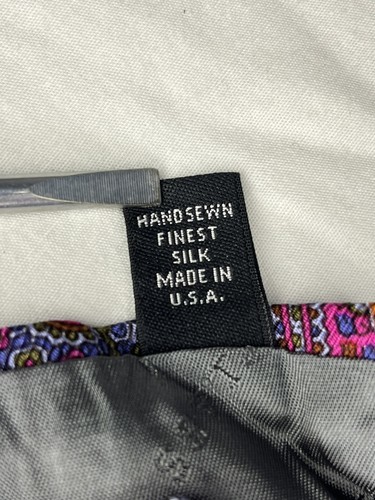 HANDSEWN
FINEST
SILK
MADE IN
U.S.A.